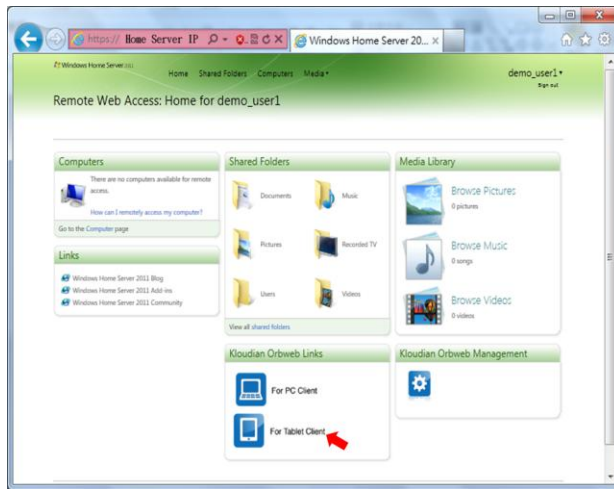 https:// Home Server IP
Windows Home Server 20...
Windows Home Server 2011
Home Shared Folders Computers Media
demo_user1
Sign out
Remote Web Access: Home for demo_user1
Computers
There are no computers available for remote
access.
How can I remotely access my computer?
Go to the Computer page
Links
Windows Home Server 2011 Blog
Windows Home Server 2011 Add-ins
Windows Home Server 2011 Community
Shared Folders
Documents
Music
Pictures
Recorded TV
Users
Videos
View all shared folders
Media Library
Browse Pictures
0 pictures
Browse Music
0 songs
Browse Videos
0 videos
Kloudian Orbweb Links
For PC Client
For Tablet Client
Kloudian Orbweb Management